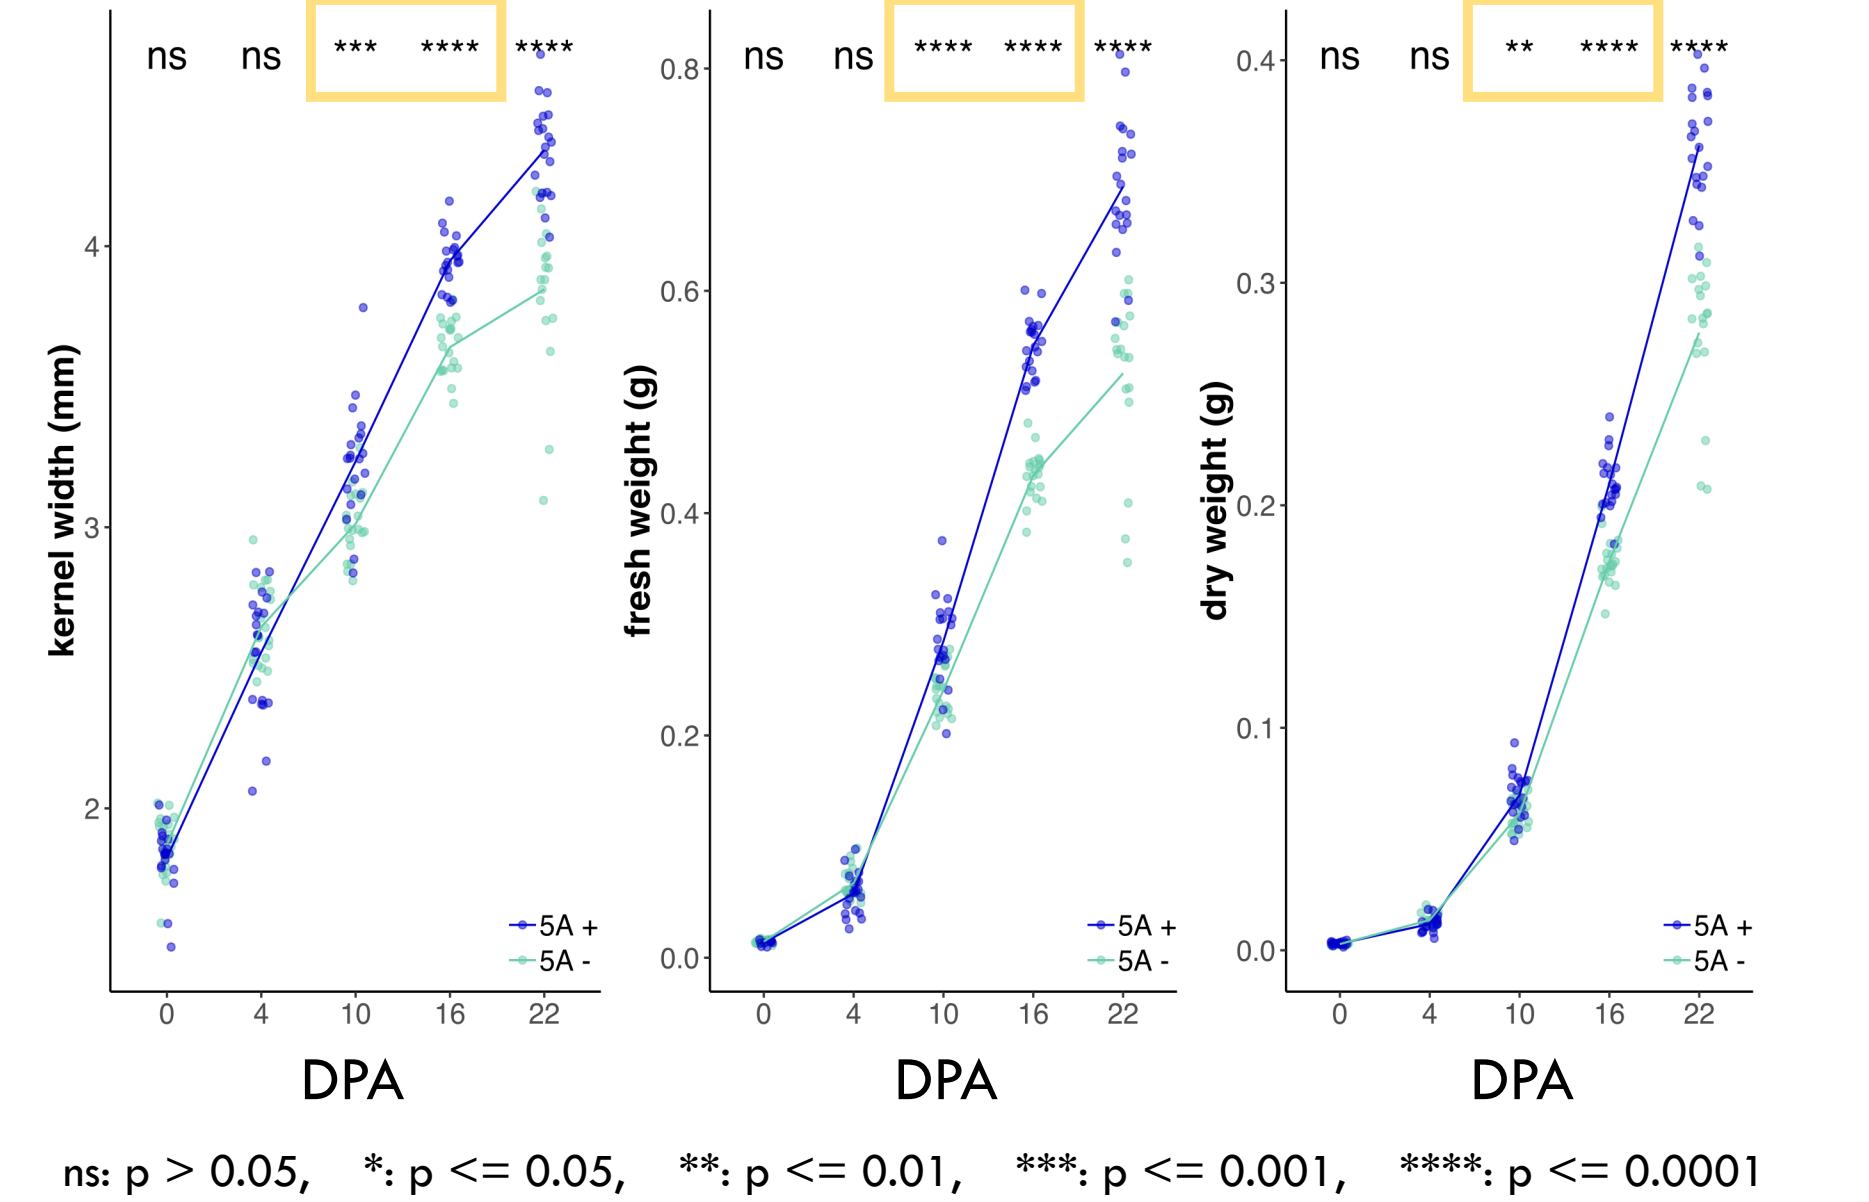 ns ns *** **** ****
4
3
2
kernel width (mm)
5A +
5A -
0 4 10 16 22
DPA
ns ns **** **** ****
0.8
0.6
0.4
0.2
0.0
fresh weight (g)
5A +
5A -
0 4 10 16 22
DPA
ns ns ** **** ****
0.4
0.3
0.2
0.1
0.0
dry weight (g)
5A +
5A -
0 4 10 16 22
DPA
ns: p > 0.05, *: p <= 0.05, **: p <= 0.01, ***: p <= 0.001, ****: p <= 0.0001